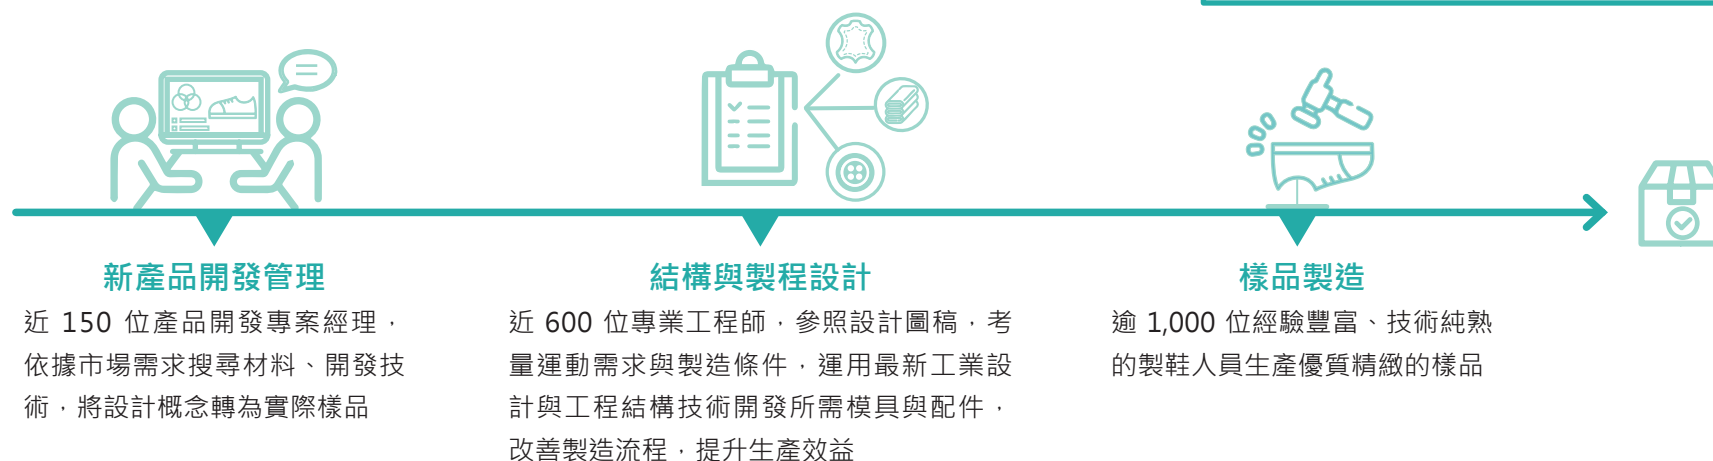 新產品開發管理
近 150 位產品開發專案經理，
依據市場需求搜尋材料、開發技
術，將設計概念轉為實際樣品
結構與製程設計
近 600 位專業工程師，參照設計圖稿，考
量運動需求與製造條件，運用最新工業設
計與工程結構技術開發所需模具與配件，
改善製造流程，提升生產效益
樣品製造
逾 1,000 位經驗豐富、技術純熟
的製鞋人員生產優質精緻的樣品